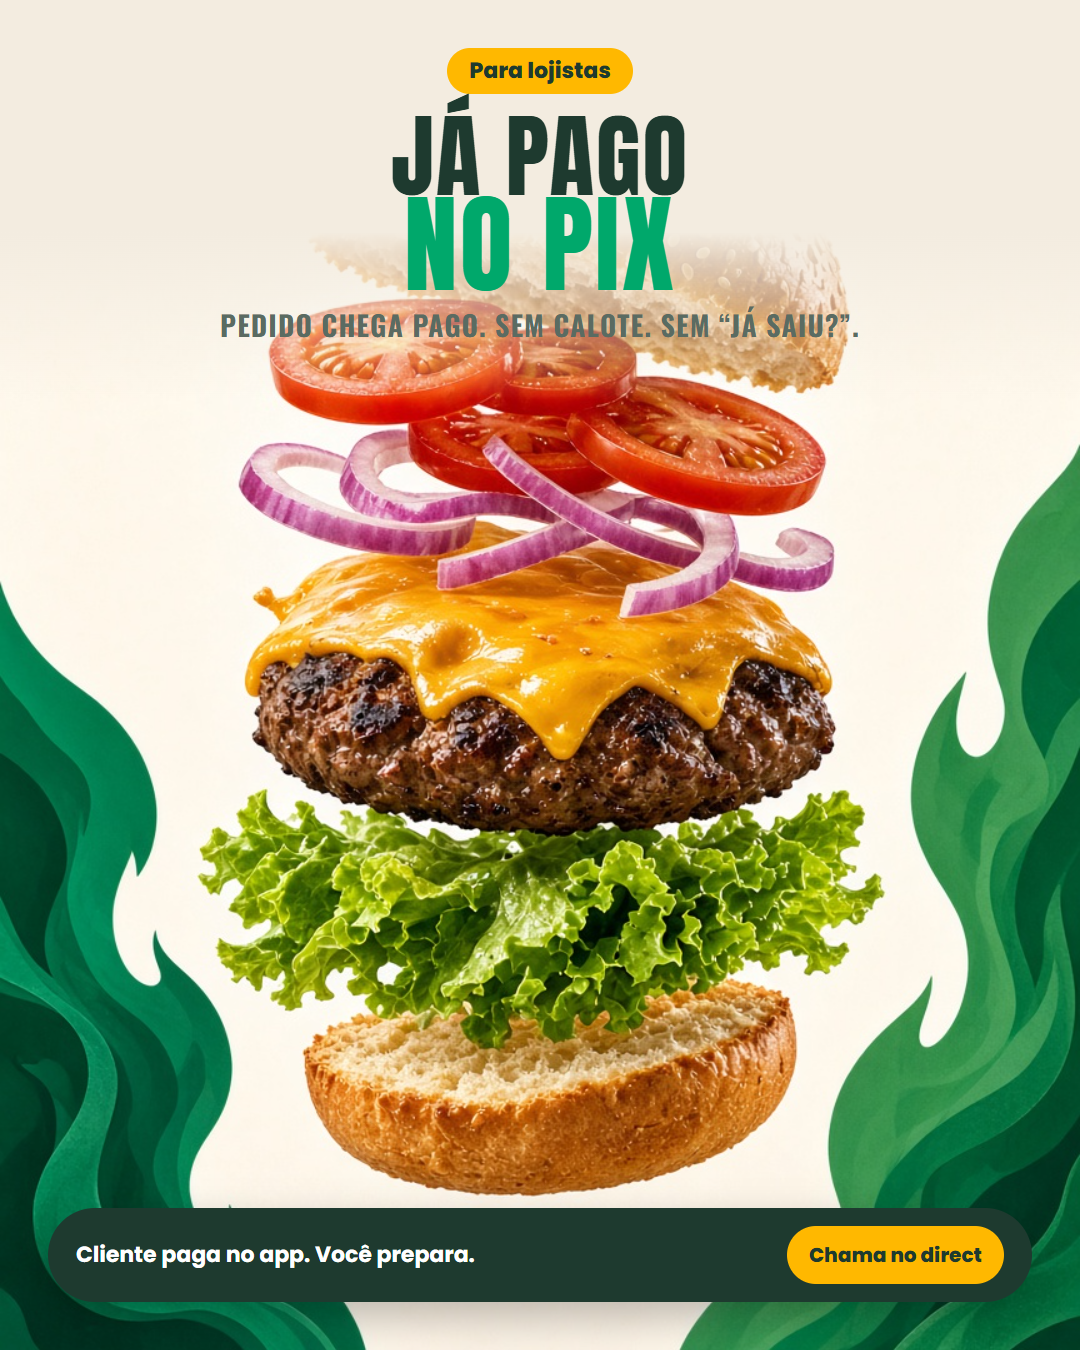 Para lojistas
JÁ PAGO
NO PIX
PEDIDO CHEGA PAGO. SEM CALOTE. SEM “JÁ SAIU?”.
Cliente paga no app. Você prepara.
Chama no direct